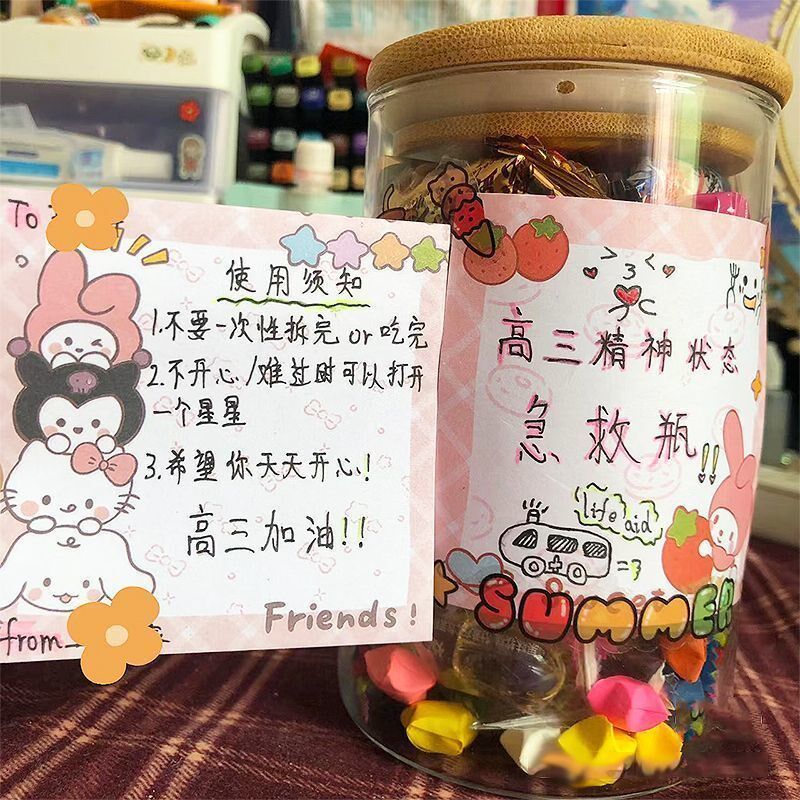 To
使用须知
1.不要一次性拆完 or 吃完
2.不开心/难过时可以打开
一个星星
3.希望你天天开心!
高三加油!!
Friends!
from
高三精神状态
急救瓶!!
life aid
SUMMER